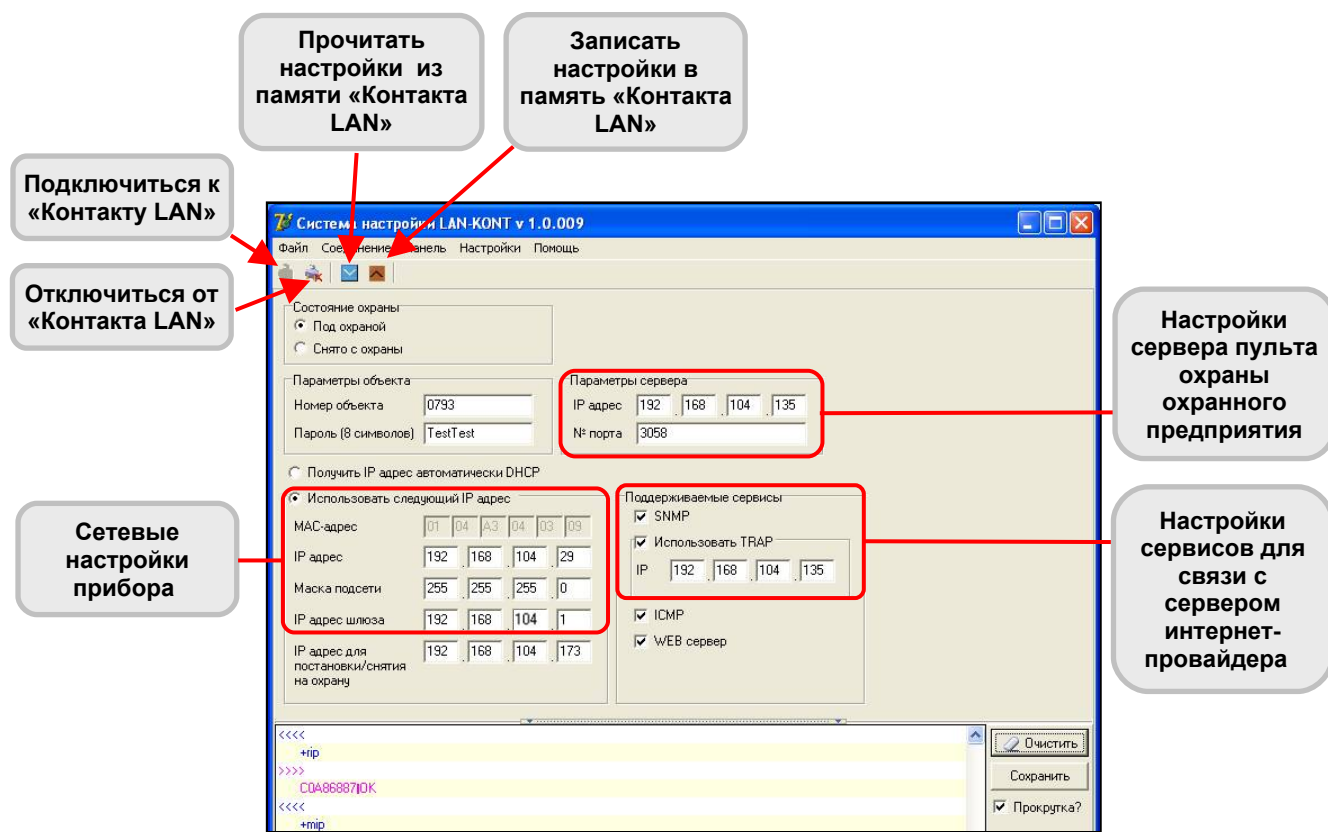 Прочитать
настройки из
памяти «Контакта
LAN»
Записать
настройки в
память «Контакта
LAN»
Подключиться к
«Контакту LAN»
Отключиться от
«Контакта LAN»
Система настройки LAN-KONT v 1.0.009
Файл Соединение Панель Настройки Помощь
Состояние охраны
Под охраной
Снято с охраны
Параметры объекта
Номер объекта 0793
Пароль (8 символов) TestTest
Параметры сервера
IP адрес 192 . 168 . 104 . 135
№ порта 3058
Настройки
сервера пульта
охраны
охранного
предприятия
Получить IP адрес автоматически DHCP
Использовать следующий IP адрес
MAC-адрес 01 04 A3 04 03 09
IP адрес 192 . 168 . 104 . 29
Маска подсети 255 . 255 . 255 . 0
IP адрес шлюза 192 . 168 . 104 . 1
IP адрес для 192 . 168 . 104 . 173
постановки/снятия
на охрану
Сетевые
настройки
прибора
Поддерживаемые сервисы
SNMP
Использовать TRAP
IP 192 . 168 . 104 . 135
ICMP
WEB сервер
Настройки
сервисов для
связи с
сервером
интернет-
провайдера
<<<<
+rip
>>>>
C0A86887|OK
<<<<
+mip
Очистить
Сохранить
Прокрутка?